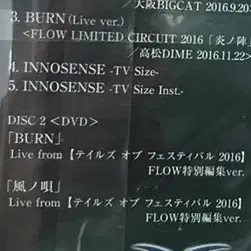 /大阪BIGCAT 2016.9.20>
3. BURN (Live ver.)
<FLOW LIMITED CIRCUIT 2016「炎ノ陣」
/高松DIME 2016.11.22>
4. INNOSENSE -TV Size-
5. INNOSENSE -TV Size Inst.-
DISC 2 <DVD>
「BURN」
Live from【テイルズ オブ フェスティバル 2016】
FLOW特別編集ver.
「風ノ唄」
Live from【テイルズ オブ フェスティバル 2016】
FLOW特別編集ver.